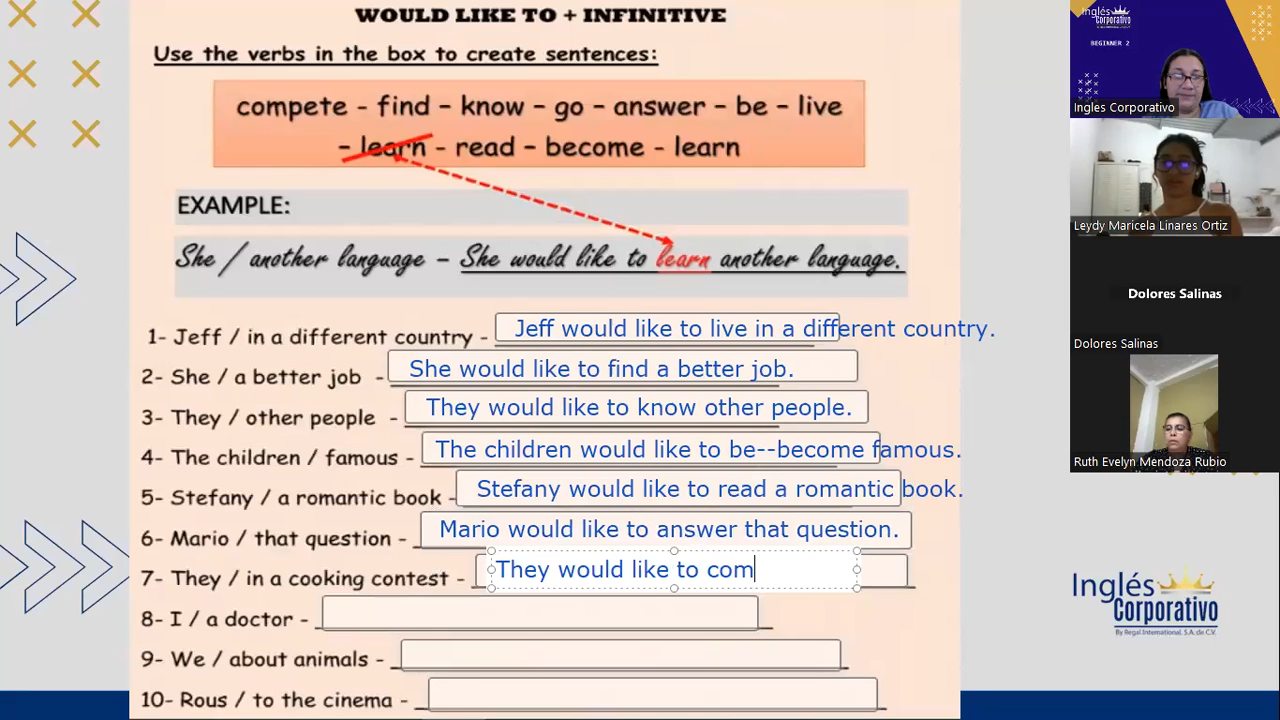 WOULD LIKE TO + INFINITIVE
Use the verbs in the box to create sentences:
compete - find – know – go – answer – be – live
– learn - read – become - learn
EXAMPLE:
She / another language – She would like to learn another language.
1- Jeff / in a different country - Jeff would like to live in a different country.
2- She / a better job - She would like to find a better job.
3- They / other people - They would like to know other people.
4- The children / famous - The children would like to be--become famous.
5- Stefany / a romantic book - Stefany would like to read a romantic book.
6- Mario / that question - Mario would like to answer that question.
7- They / in a cooking contest - They would like to com
8- I / a doctor -
9- We / about animals -
10- Rous / to the cinema -
Inglés
Corporativo
BEGINNER 2
Ingles Corporativo
Leydy Maricela Linares Ortiz
Dolores Salinas
Dolores Salinas
Ruth Evelyn Mendoza Rubio
Inglés
Corporativo
By Regal International, S.A. de C.V.